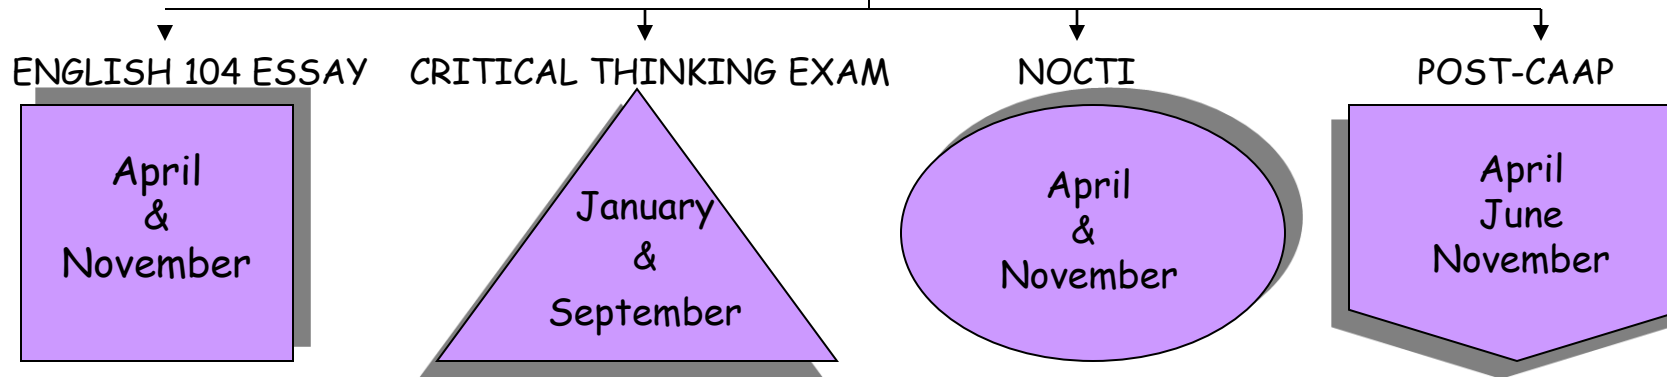 ENGLISH 104 ESSAY
April
&
November
CRITICAL THINKING EXAM
January
&
September
NOCTI
April
&
November
POST-CAAP
April
June
November